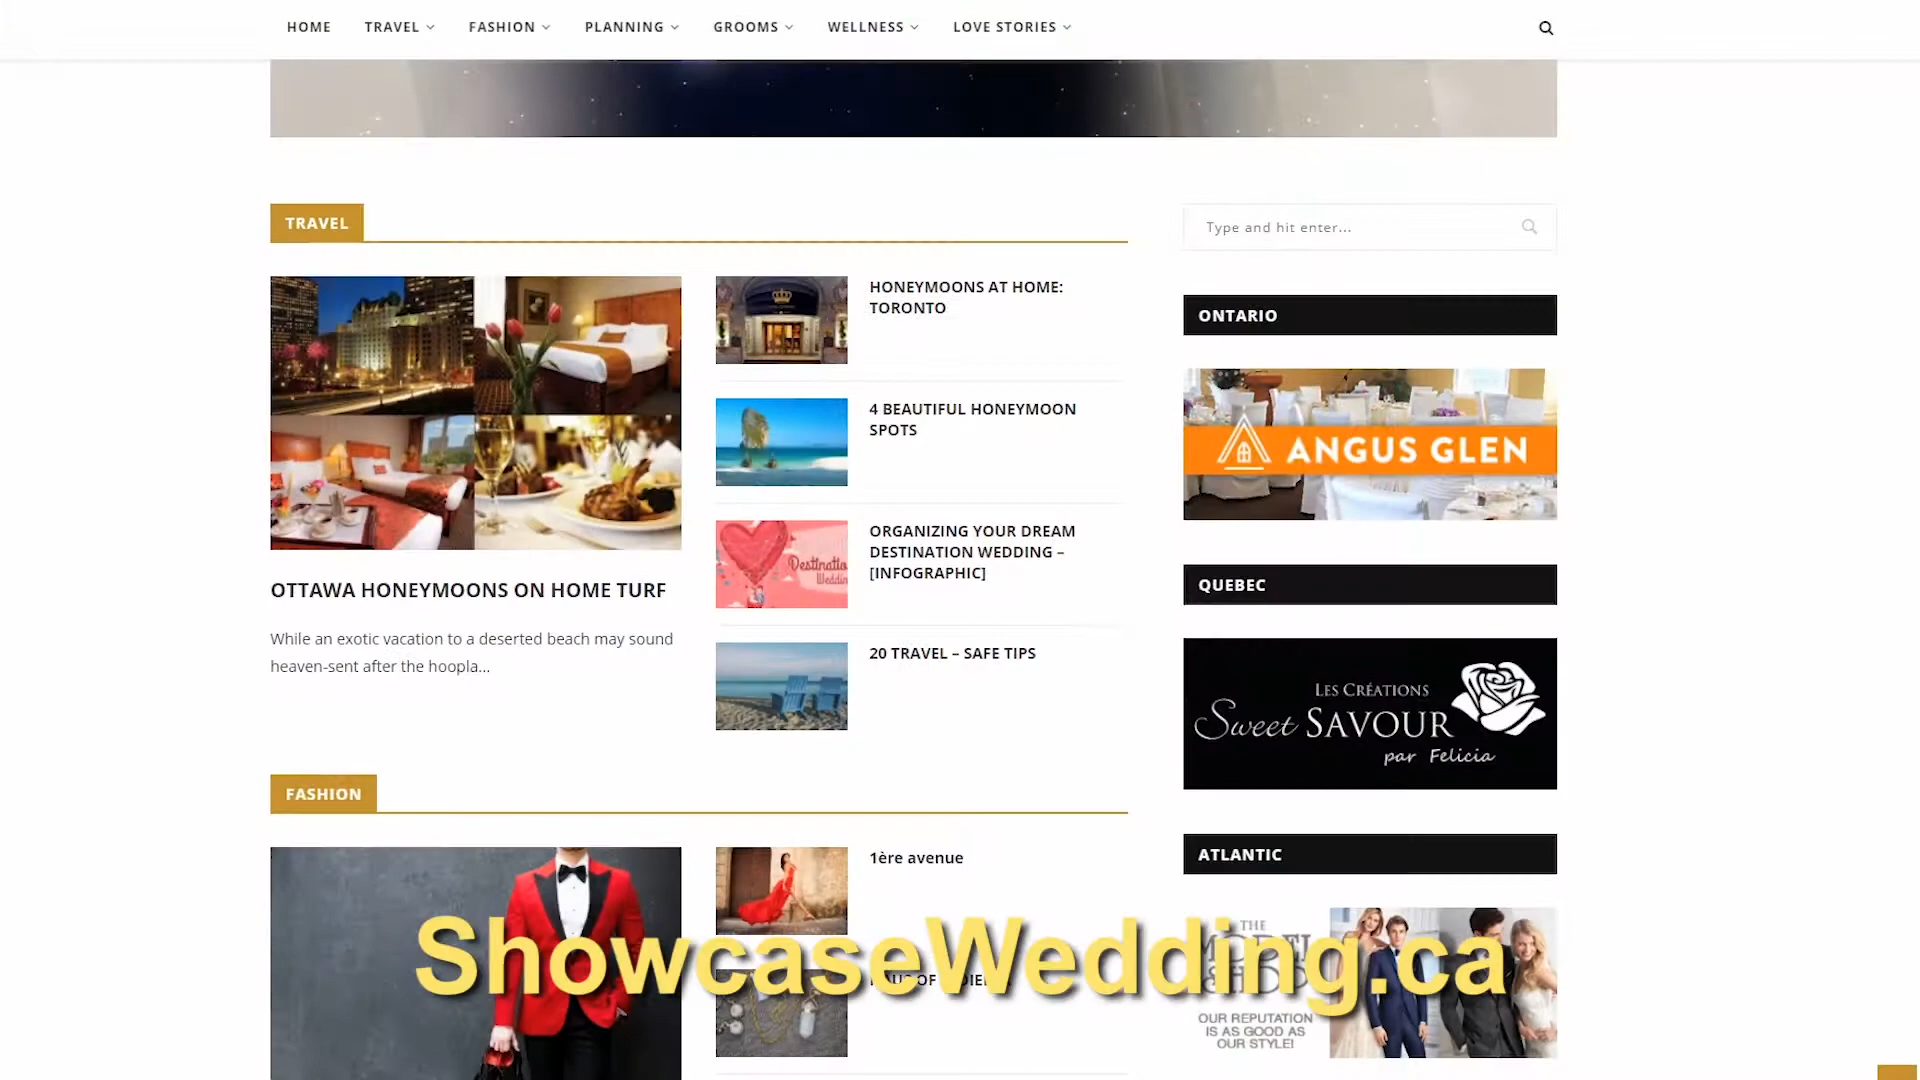 HOME
TRAVEL
FASHION
PLANNING
GROOMS
WELLNESS
LOVE STORIES
TRAVEL
OTTAWA HONEYMOONS ON HOME TURF
While an exotic vacation to a deserted beach may sound
heaven-sent after the hoopla...
HONEYMOONS AT HOME:
TORONTO
4 BEAUTIFUL HONEYMOON
SPOTS
Destinatio
Wedding
ORGANIZING YOUR DREAM
DESTINATION WEDDING –
[INFOGRAPHIC]
20 TRAVEL – SAFE TIPS
FASHION
1ère avenue
Type and hit enter...
ONTARIO
ANGUS GLEN
QUEBEC
LES CRÉATIONS
Sweet SAVOUR
par Felicia
ATLANTIC
THE
OUR REPUTATION
IS AS GOOD AS
OUR STYLE!
ShowcaseWedding.ca